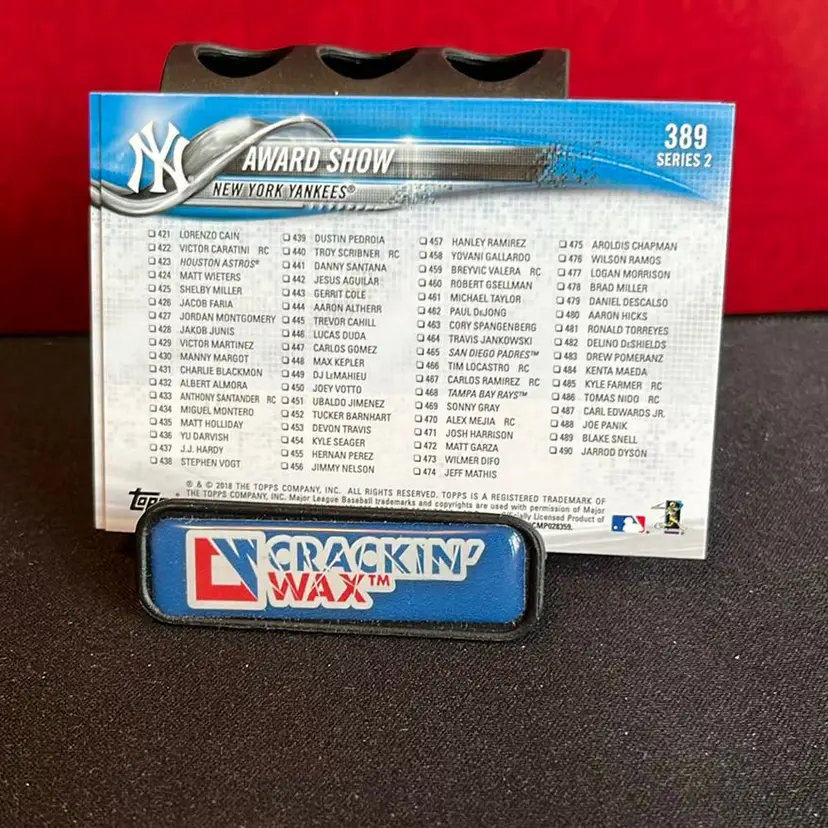 389
SERIES 2
NY
AWARD SHOW
NEW YORK YANKEES®
421 LORENZO CAIN
422 VICTOR CARATINI RC
423 HOUSTON ASTROS®
424 MATT WIETERS
425 SHELBY MILLER
426 JACOB FARIA
427 JORDAN MONTGOMERY
428 JAKOB JUNIS
429 VICTOR MARTINEZ
430 MANNY MARGOT
431 CHARLIE BLACKMON
432 ALBERT ALMORA
433 ANTHONY SANTANDER RC
434 MIGUEL MONTERO
435 MATT HOLLIDAY
436 YU DARVISH
437 J.J. HARDY
438 STEPHEN VOGT
439 DUSTIN PEDROIA
440 TROY SCRIBNER RC
441 DANNY SANTANA
442 JESUS AGUILAR
443 GERRIT COLE
444 AARON ALTHERR
445 TREVOR CAHILL
446 LUCAS DUDA
447 CARLOS GOMEZ
448 MAX KEPLER
449 DJ LeMAHIEU
450 JOEY VOTTO
451 UBALDO JIMENEZ
452 TUCKER BARNHART
453 DEVON TRAVIS
454 KYLE SEAGER
455 HERNAN PEREZ
456 JIMMY NELSON
457 HANLEY RAMIREZ
458 YOVANI GALLARDO
459 BREYVIC VALERA RC
460 ROBERT GSELLMAN
461 MICHAEL TAYLOR
462 PAUL DeJONG
463 CORY SPANGENBERG
464 TRAVIS JANKOWSKI
465 SAN DIEGO PADRES™
466 TIM LOCASTRO RC
467 CARLOS RAMIREZ RC
468 TAMPA BAY RAYS™
469 SONNY GRAY
470 ALEX MEJIA RC
471 JOSH HARRISON
472 MATT GARZA
473 WILMER DIFO
474 JEFF MATHIS
475 AROLDIS CHAPMAN
476 WILSON RAMOS
477 LOGAN MORRISON
478 BRAD MILLER
479 DANIEL DESCALSO
480 AARON HICKS
481 RONALD TORREYES
482 DELINO DeSHIELDS
483 DREW POMERANZ
484 KENTA MAEDA
485 KYLE FARMER RC
486 TOMAS NIDO RC
487 CARL EDWARDS JR.
488 JOE PANIK
489 BLAKE SNELL
490 JARROD DYSON
® & © 2018 THE TOPPS COMPANY, INC. ALL RIGHTS RESERVED. TOPPS IS A REGISTERED TRADEMARK OF
THE TOPPS COMPANY, INC. Major League Baseball trademarks and copyrights are used with permission of Major
Officially Licensed Product of
CMP028359.
topps
CRACKIN'
WAX™